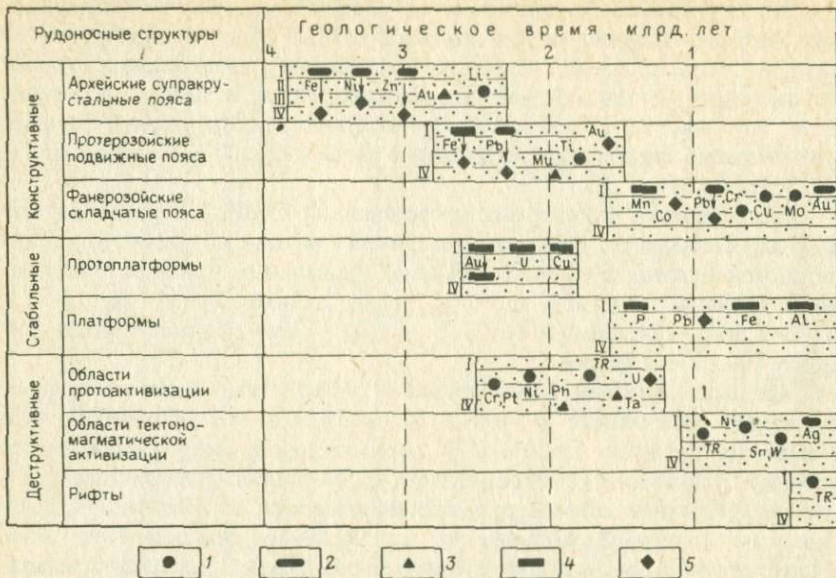 Рудоносные структуры
Геологическое время, млрд. лет
4 3 2 1
Конструктивные
Архейские супракру-
стальные пояса
I
II
III
IV
Fe Ni Zn Au Li
Протерозойские
подвижные пояса
I
IV
Fe Pb Mu Ti Au
Фанерозойские
складчатые пояса
I
IV
Mn Co Pb Cr Cu Mo Au
Стабильные
Протоплатформы
I
IV
Au U Cu
Платформы
I
IV
P Pb Fe AL
Деструктивные
Области
протоактивизации
I
IV
Cr,Pt Ni Ph TR Ta U
Области тектоно-
магматической
активизации
I
IV
TR Sn,W Ag
Рифты
I
IV
TR
1 2 3 4 5